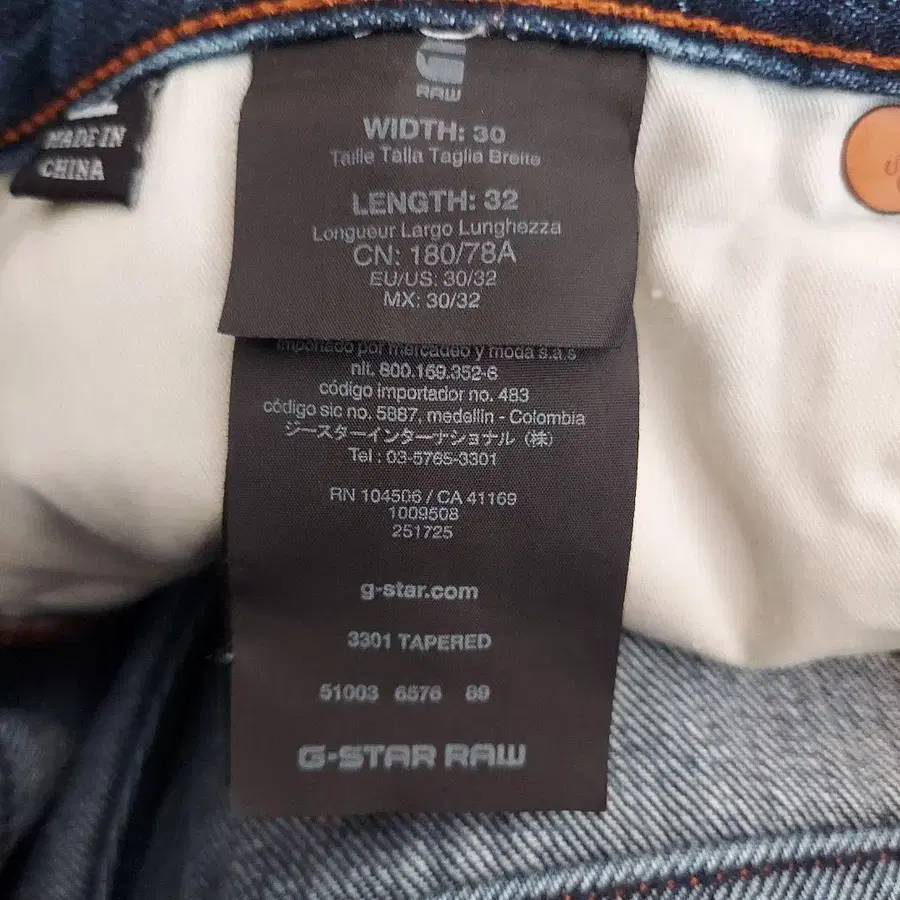 RAW
MADE IN
CHINA
WIDTH: 30
Taille Talla Taglia Breite
LENGTH: 32
Longueur Largo Lunghezza
CN: 180/78A
EU/US: 30/32
MX: 30/32
importado por mercadeo y moda s.a.s
nit. 800.169.352-6
código importador no. 483
código sic no. 5887, medellin - Colombia
ジースターインターナショナル (株)
Tel : 03-5765-3301
RN 104506 / CA 41169
1009508
251725
g-star.com
3301 TAPERED
51003 6576 89
G-STAR RAW